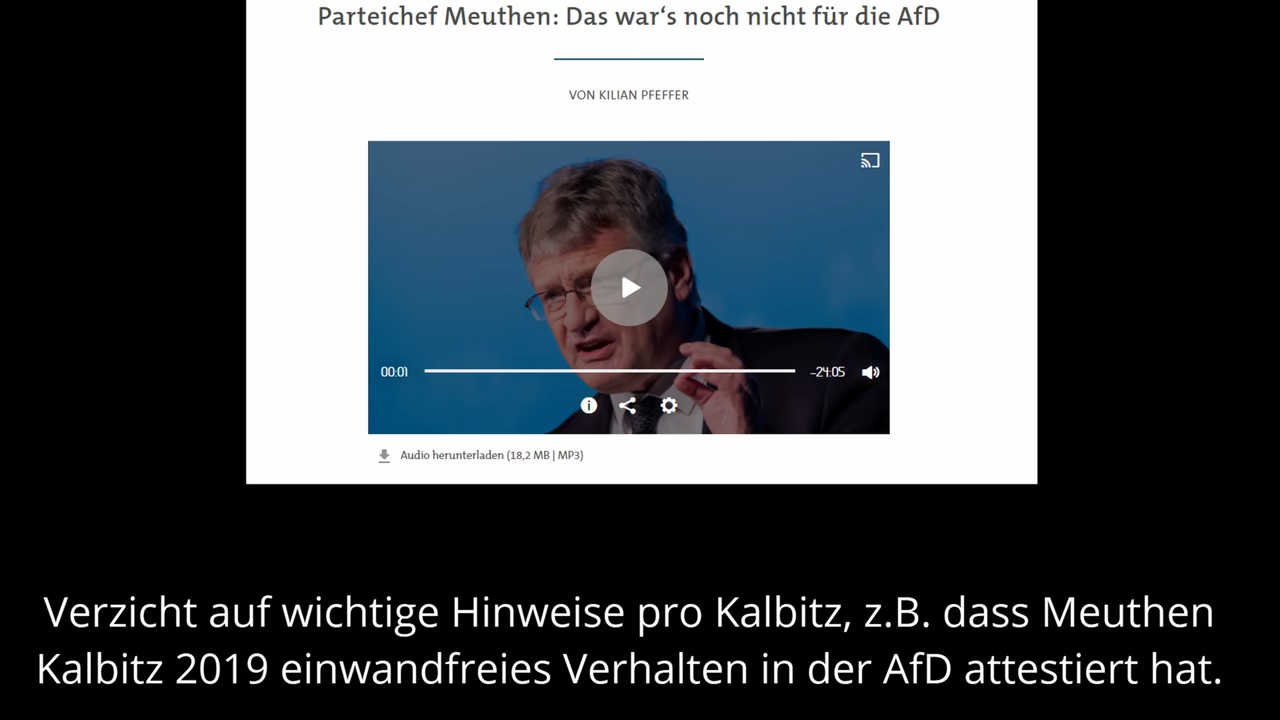 Parteichef Meuthen: Das war‘s noch nicht für die AfD
VON KILIAN PFEFFER
00:01
-24:05
Audio herunterladen (18,2 MB | MP3)
Verzicht auf wichtige Hinweise pro Kalbitz, z.B. dass Meuthen
Kalbitz 2019 einwandfreies Verhalten in der AfD attestiert hat.